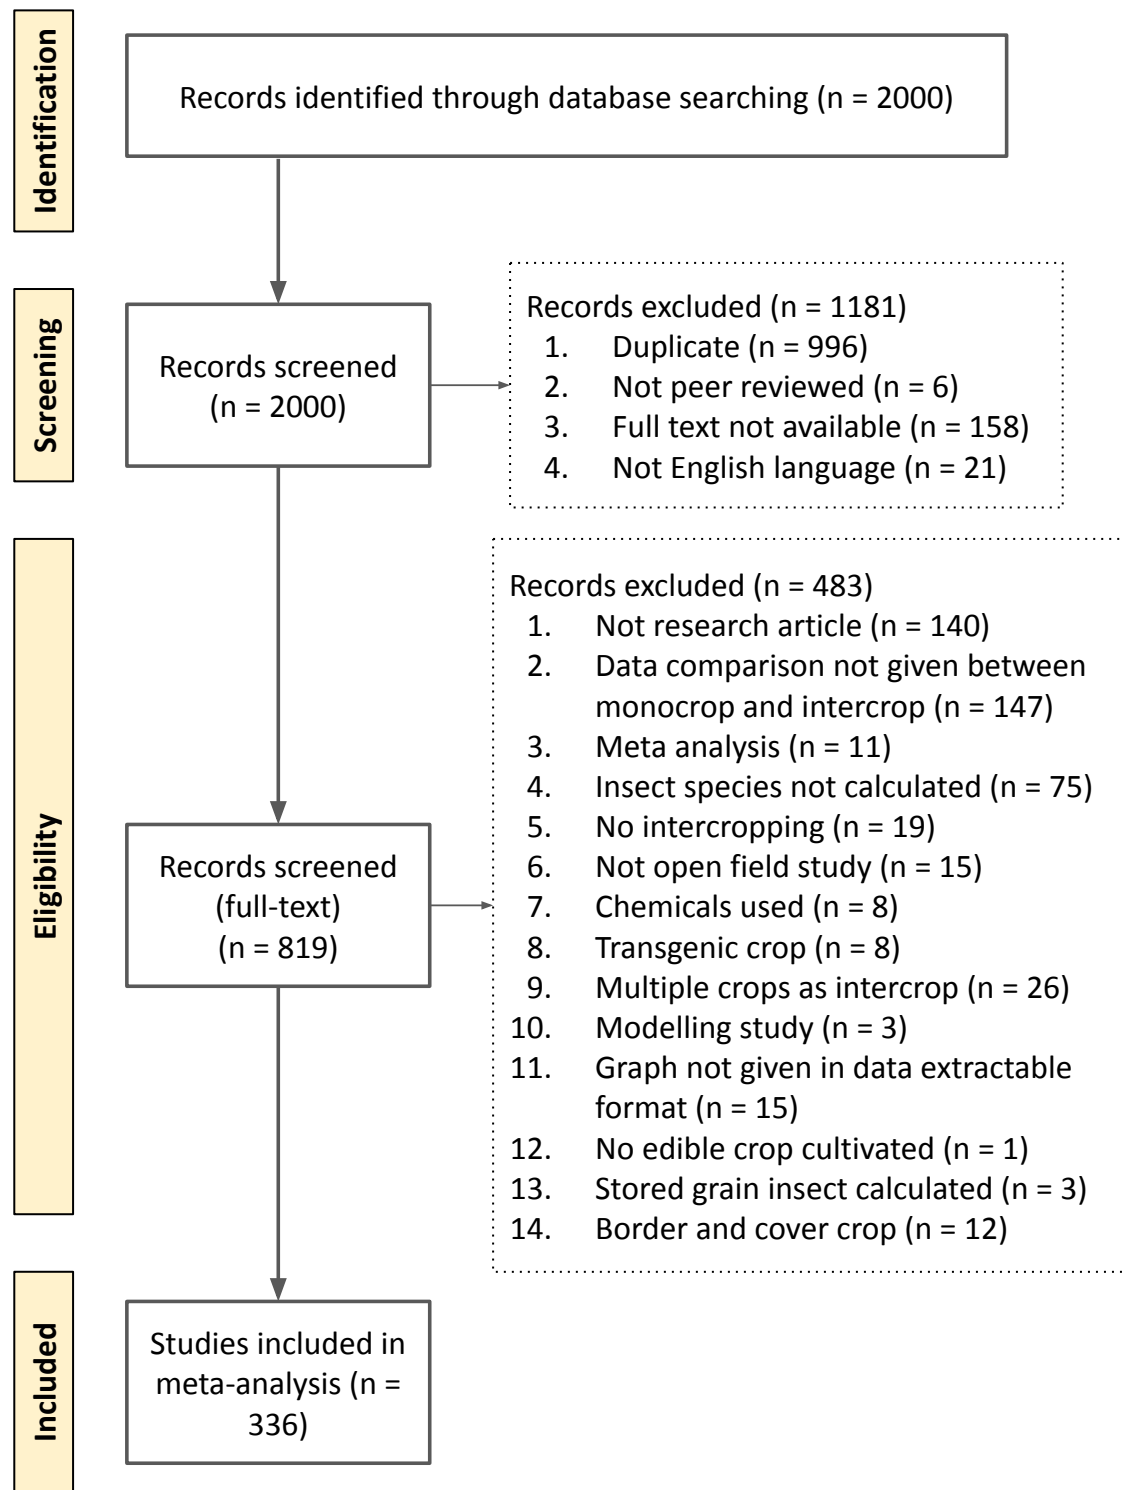 Identification
Records identified through database searching (n = 2000)
Screening
Records screened
(n = 2000)
Records excluded (n = 1181)
1. Duplicate (n = 996)
2. Not peer reviewed (n = 6)
3. Full text not available (n = 158)
4. Not English language (n = 21)
Eligibility
Records screened
(full-text)
(n = 819)
Records excluded (n = 483)
1. Not research article (n = 140)
2. Data comparison not given between
monocrop and intercrop (n = 147)
3. Meta analysis (n = 11)
4. Insect species not calculated (n = 75)
5. No intercropping (n = 19)
6. Not open field study (n = 15)
7. Chemicals used (n = 8)
8. Transgenic crop (n = 8)
9. Multiple crops as intercrop (n = 26)
10. Modelling study (n = 3)
11. Graph not given in data extractable
format (n = 15)
12. No edible crop cultivated (n = 1)
13. Stored grain insect calculated (n = 3)
14. Border and cover crop (n = 12)
Included
Studies included in
meta-analysis (n =
336)